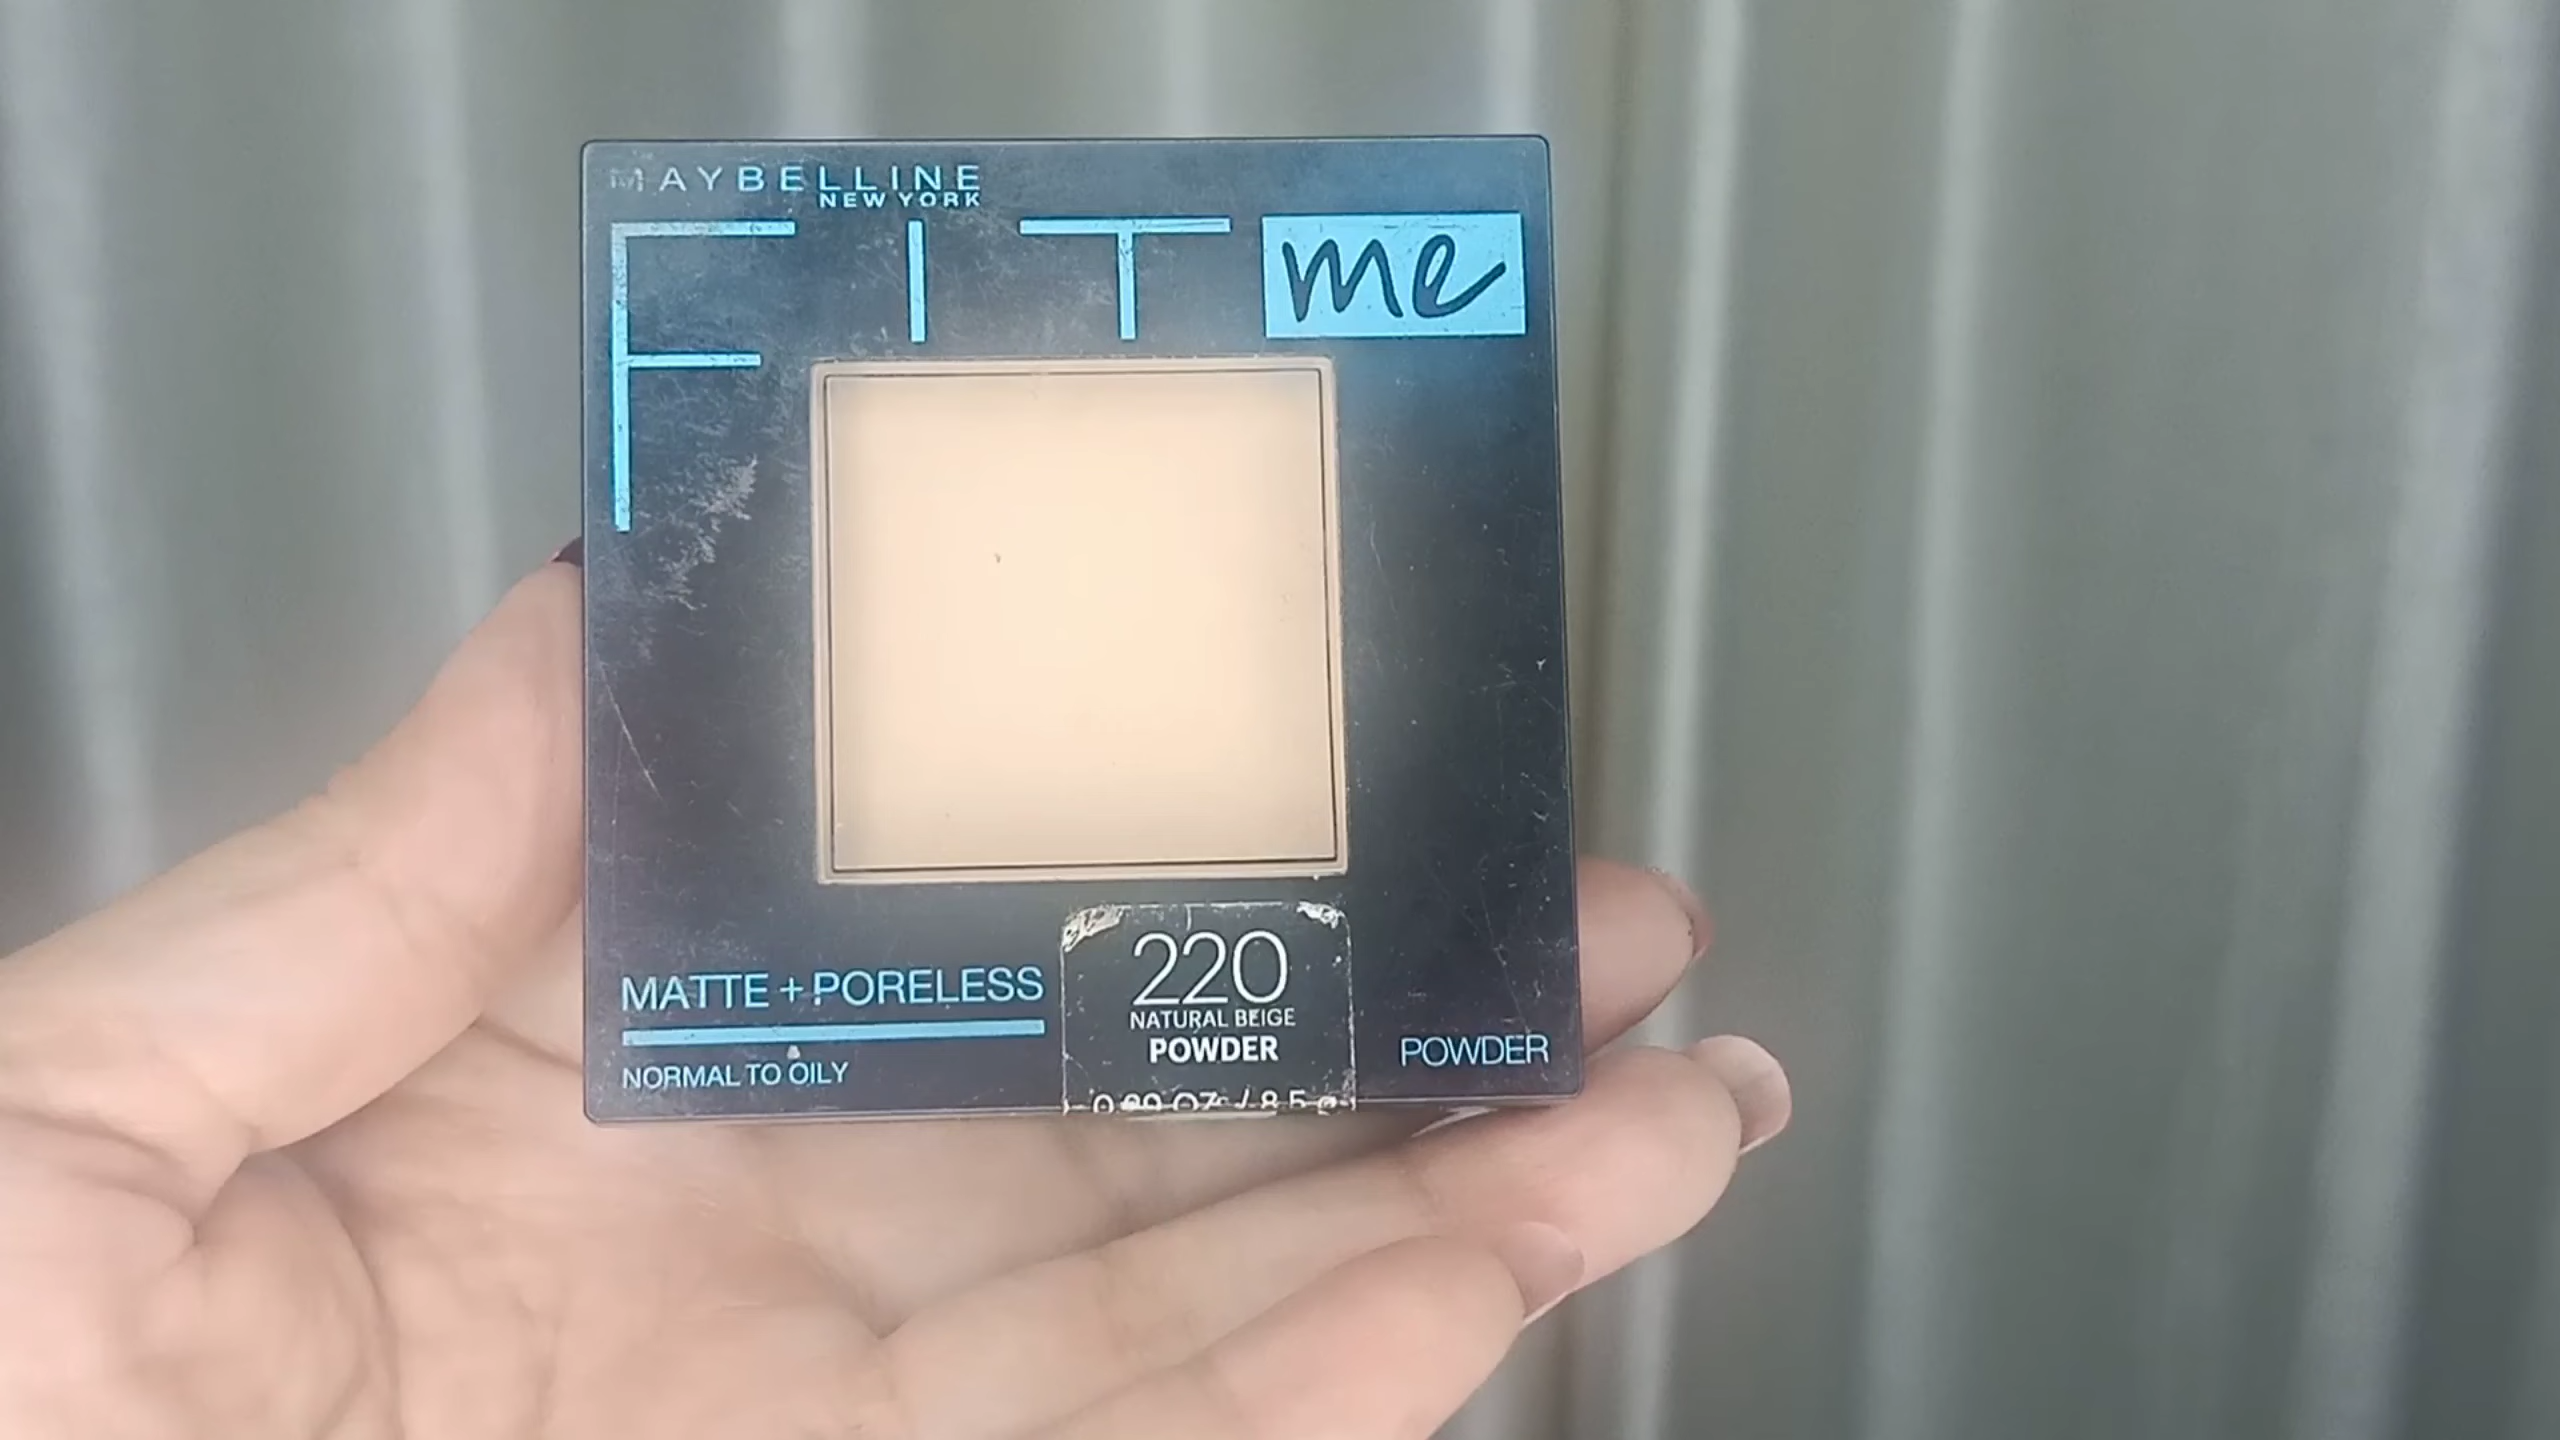 MAYBELLINE
NEW YORK
FIT me
MATTE + PORELESS
NORMAL TO OILY
220
NATURAL BEIGE
POWDER
POWDER